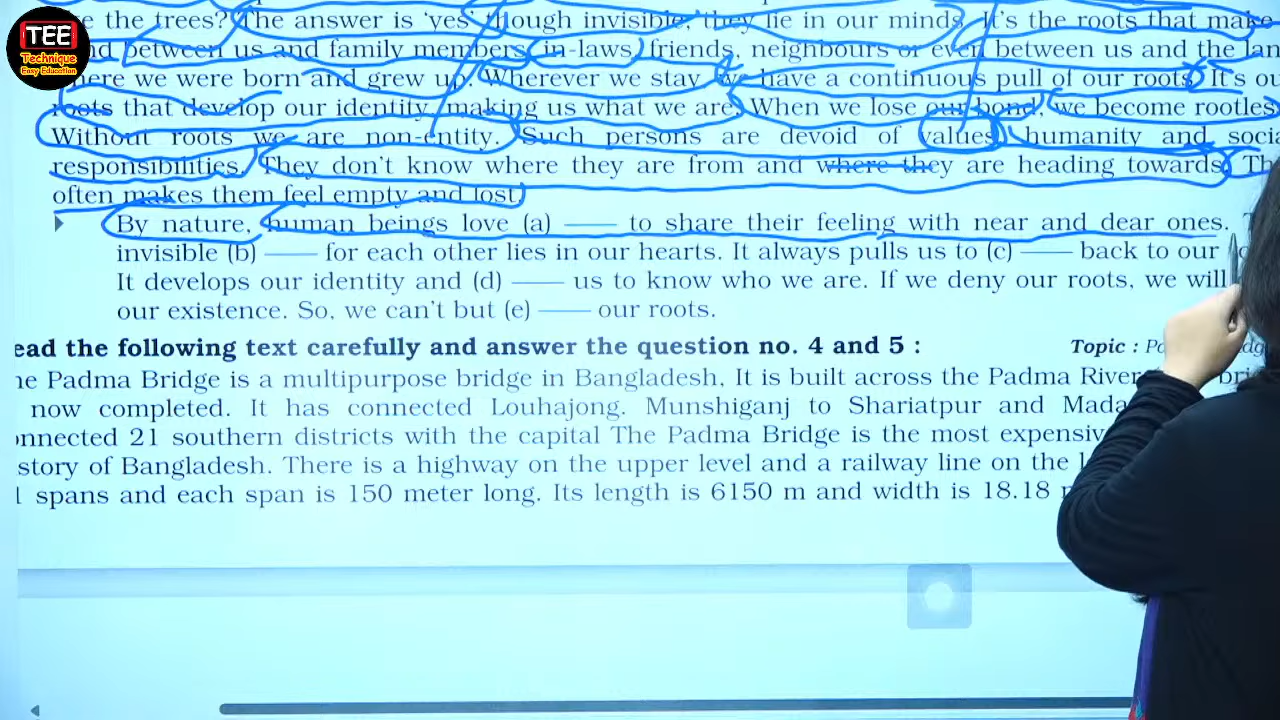 TEE
Technique
Easy Education
the trees? The answer is 'yes' though invisible, they lie in our minds. It's the roots that make
between us and family members, in-laws, friends, neighbours or even between us and the
where we were born and grew up. Wherever we stay, we have a continuous pull of our roots. It's
roots that develop our identity, making us what we are. When we lose our bond, we become
Without roots we are non-entity. Such persons are devoid of values, humanity and
responsibilities. They don't know where they are from and where they are heading towards.
often makes them feel empty and lost.
By nature, human beings love (a) —— to share their feeling with near and dear ones.
invisible (b) —— for each other lies in our hearts. It always pulls us to (c) —— back to our
It develops our identity and (d) —— us to know who we are. If we deny our roots, we will
our existence. So, we can't but (e) —— our roots.
ead the following text carefully and answer the question no. 4 and 5 :
Topic :
Padma Bridge is a multipurpose bridge in Bangladesh. It is built across the Padma River
now completed. It has connected Louhajong. Munshiganj to Shariatpur and
onnected 21 southern districts with the capital The Padma Bridge is the most
story of Bangladesh. There is a highway on the upper level and a railway line on the
spans and each span is 150 meter long. Its length is 6150 m and width is 18.18